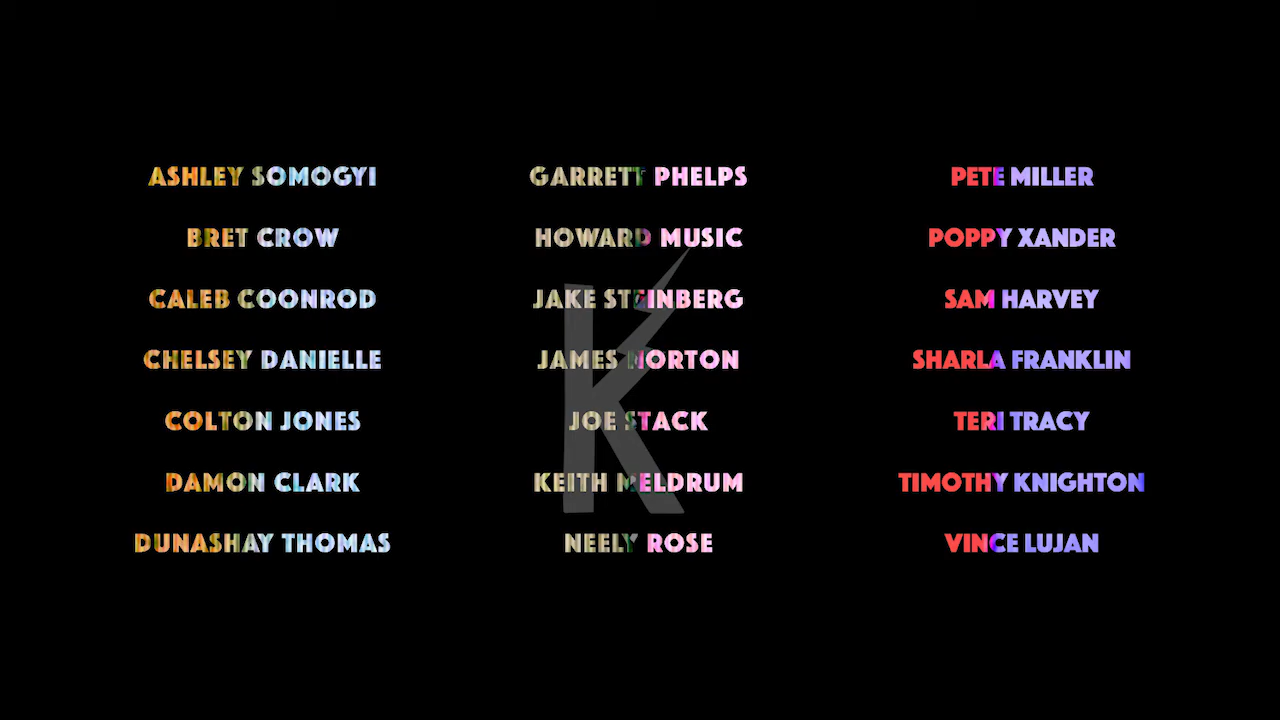 ASHLEY SOMOGYI
BRET CROW
CALEB COONROD
CHELSEY DANIELLE
COLTON JONES
DAMON CLARK
DUNASHAY THOMAS
GARRETT PHELPS
HOWARD MUSIC
JAKE STEINBERG
JAMES NORTON
JOE STACK
KEITH MELDRUM
NEELY ROSE
PETE MILLER
POPPY XANDER
SAM HARVEY
SHARLA FRANKLIN
TERI TRACY
TIMOTHY KNIGHTON
VINCE LUJAN
K